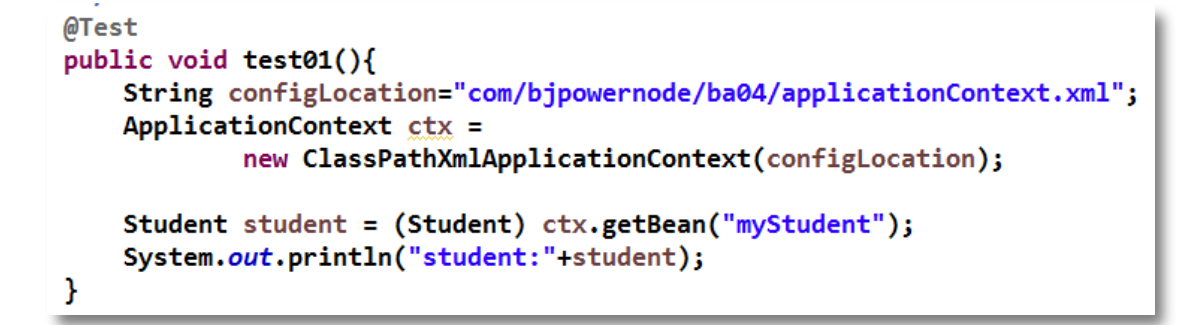 @Test
public void test01(){
    String configLocation="com/bjpowernode/ba04/applicationContext.xml";
    ApplicationContext ctx =
            new ClassPathXmlApplicationContext(configLocation);
    Student student = (Student) ctx.getBean("myStudent");
    System.out.println("student:"+student);
}